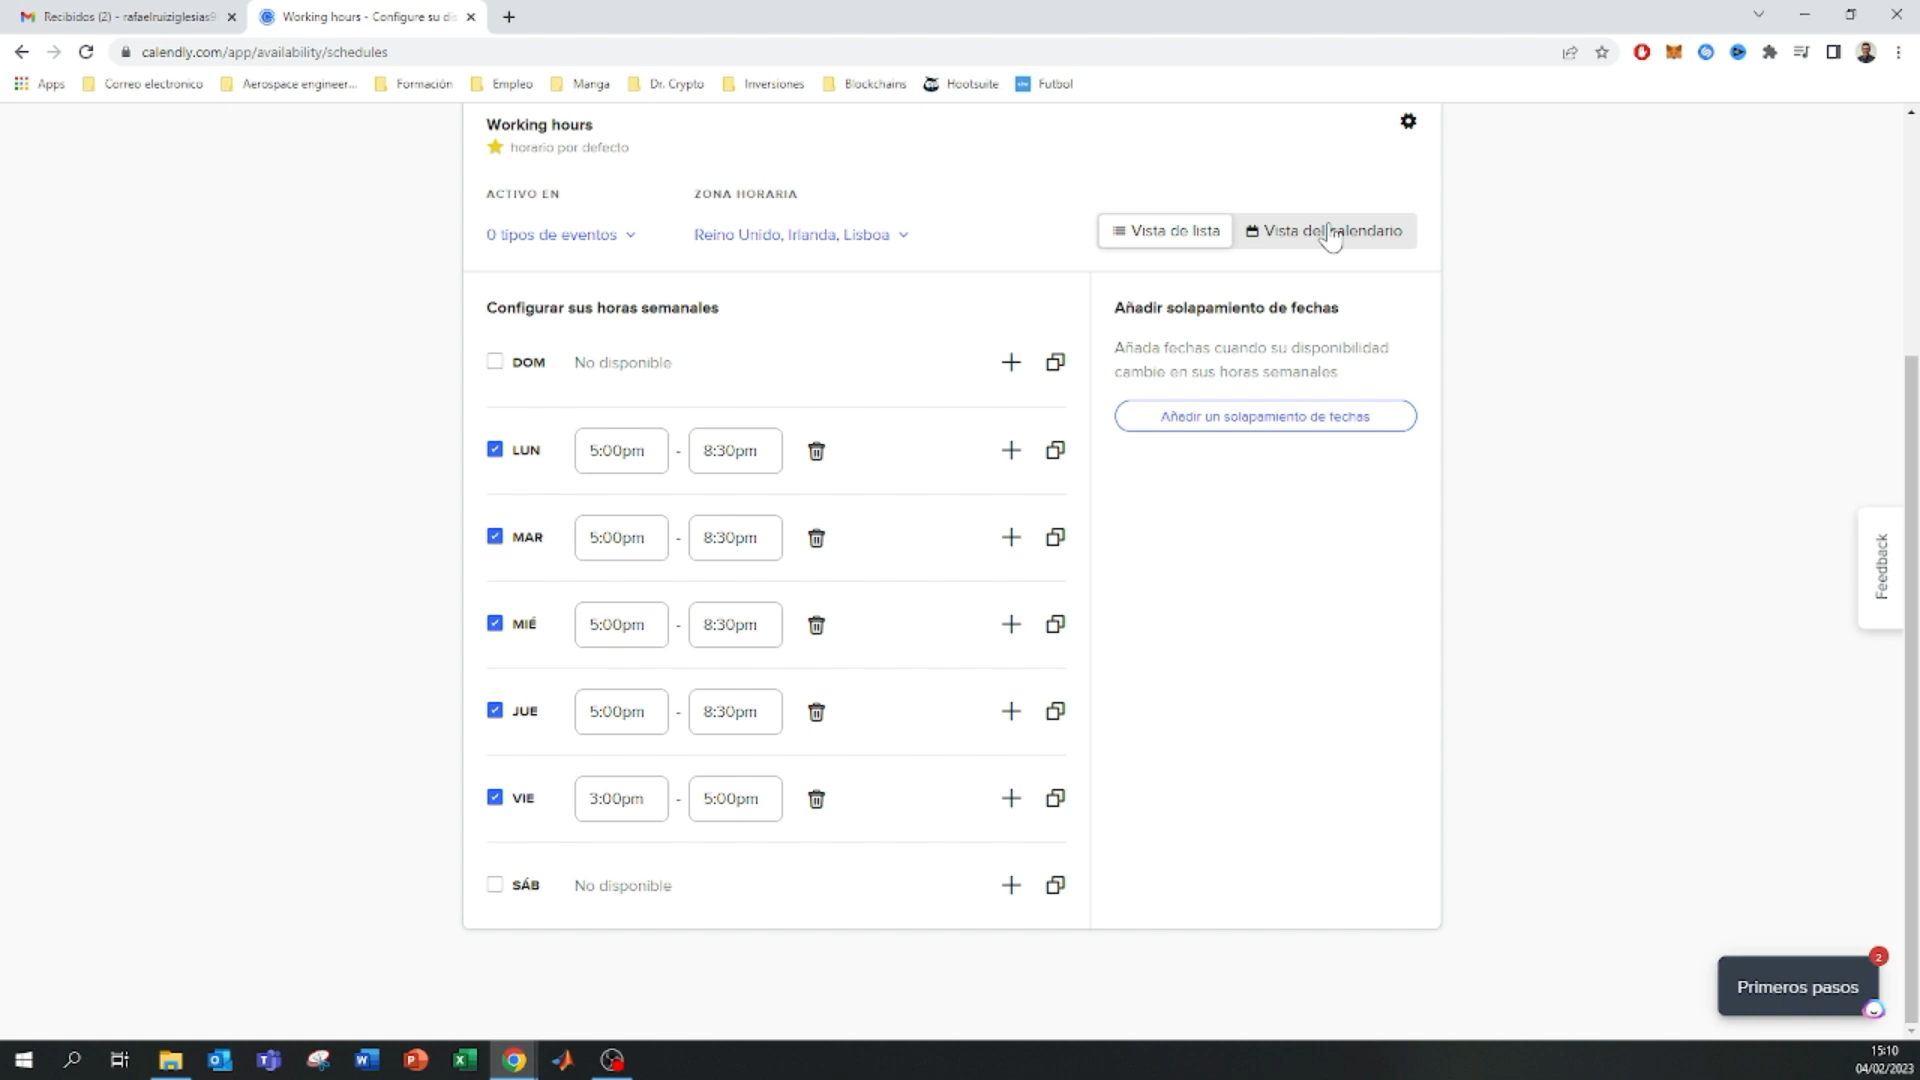 Recibidos (2) - rafaelruiziglesias9
Working hours - Configure su di
calendly.com/app/availability/schedules
Apps
Correo electronico
Aerospace engineer...
Formación
Empleo
Manga
Dr. Crypto
Inversiones
Blockchains
Hootsuite
Futbol
Working hours
horario por defecto
ACTIVO EN
ZONA HORARIA
0 tipos de eventos
Reino Unido, Irlanda, Lisboa
Vista de lista
Vista del calendario
Configurar sus horas semanales
DOM No disponible
LUN 5:00pm - 8:30pm
MAR 5:00pm - 8:30pm
MIÉ 5:00pm - 8:30pm
JUE 5:00pm - 8:30pm
VIE 3:00pm - 5:00pm
SÁB No disponible
Añadir solapamiento de fechas
Añada fechas cuando su disponibilidad
cambie en sus horas semanales
Añadir un solapamiento de fechas
Feedback
2
Primeros pasos
15:10
04/02/2023